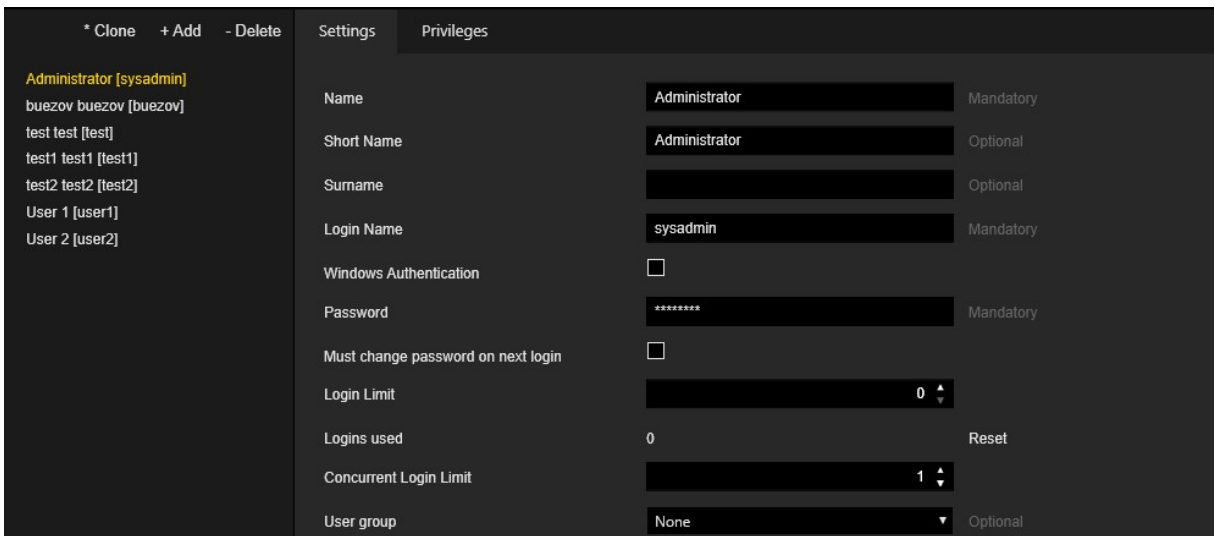 * Clone + Add - Delete
Settings Privileges
Administrator [sysadmin]
buezov buezov [buezov]
test test [test]
test1 test1 [test1]
test2 test2 [test2]
User 1 [user1]
User 2 [user2]
Name Administrator Mandatory
Short Name Administrator Optional
Surname Optional
Login Name sysadmin Mandatory
Windows Authentication
Password ******** Mandatory
Must change password on next login
Login Limit 0
Logins used 0 Reset
Concurrent Login Limit 1
User group None Optional